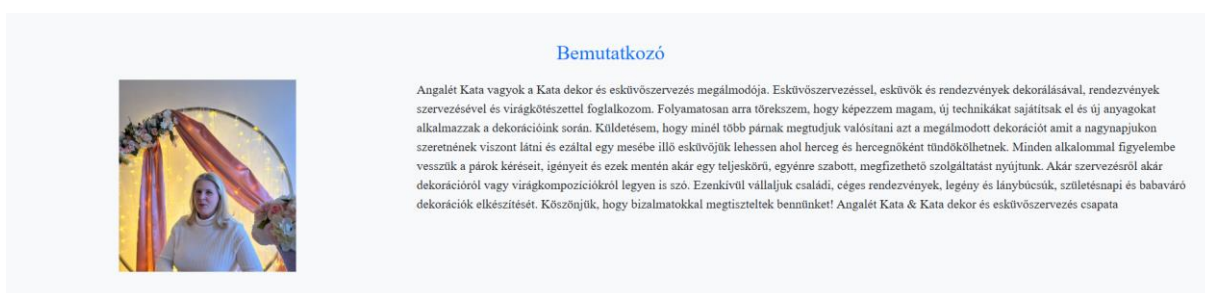 Bemutatkozó
Angalét Kata vagyok a Kata dekor és esküvőszervezés megálmodója. Esküvőszervezéssel, esküvők és rendezvények dekorálásával, rendezvények
szervezésével és virágkötészettel foglalkozom. Folyamatosan arra törekszem, hogy képezzem magam, új technikákat sajátítsak el és új anyagokat
alkalmazzak a dekorációink során. Küldetésem, hogy minél több párnak megtudjuk valósítani azt a megálmodott dekorációt amit a nagynapjukon
szeretnének viszont látni és ezáltal egy mesébe illő esküvőjük lehessen ahol herceg és hercegnőként tündökölhetnek. Minden alkalommal figyelembe
vesszük a párok kéréseit, igényeit és ezek mentén akár egy teljeskörű, egyénre szabott, megfizethető szolgáltatást nyújtunk. Akár szervezésről akár
dekorációról vagy virágkompozíciókról legyen is szó. Ezenkívül vállaljuk családi, céges rendezvények, legény és lánybúcsúk, születésnapi és babaváró
dekorációk elkészítését. Köszönjük, hogy bizalmatokkal megtiszteltek bennünket! Angalét Kata & Kata dekor és esküvőszervezés csapata